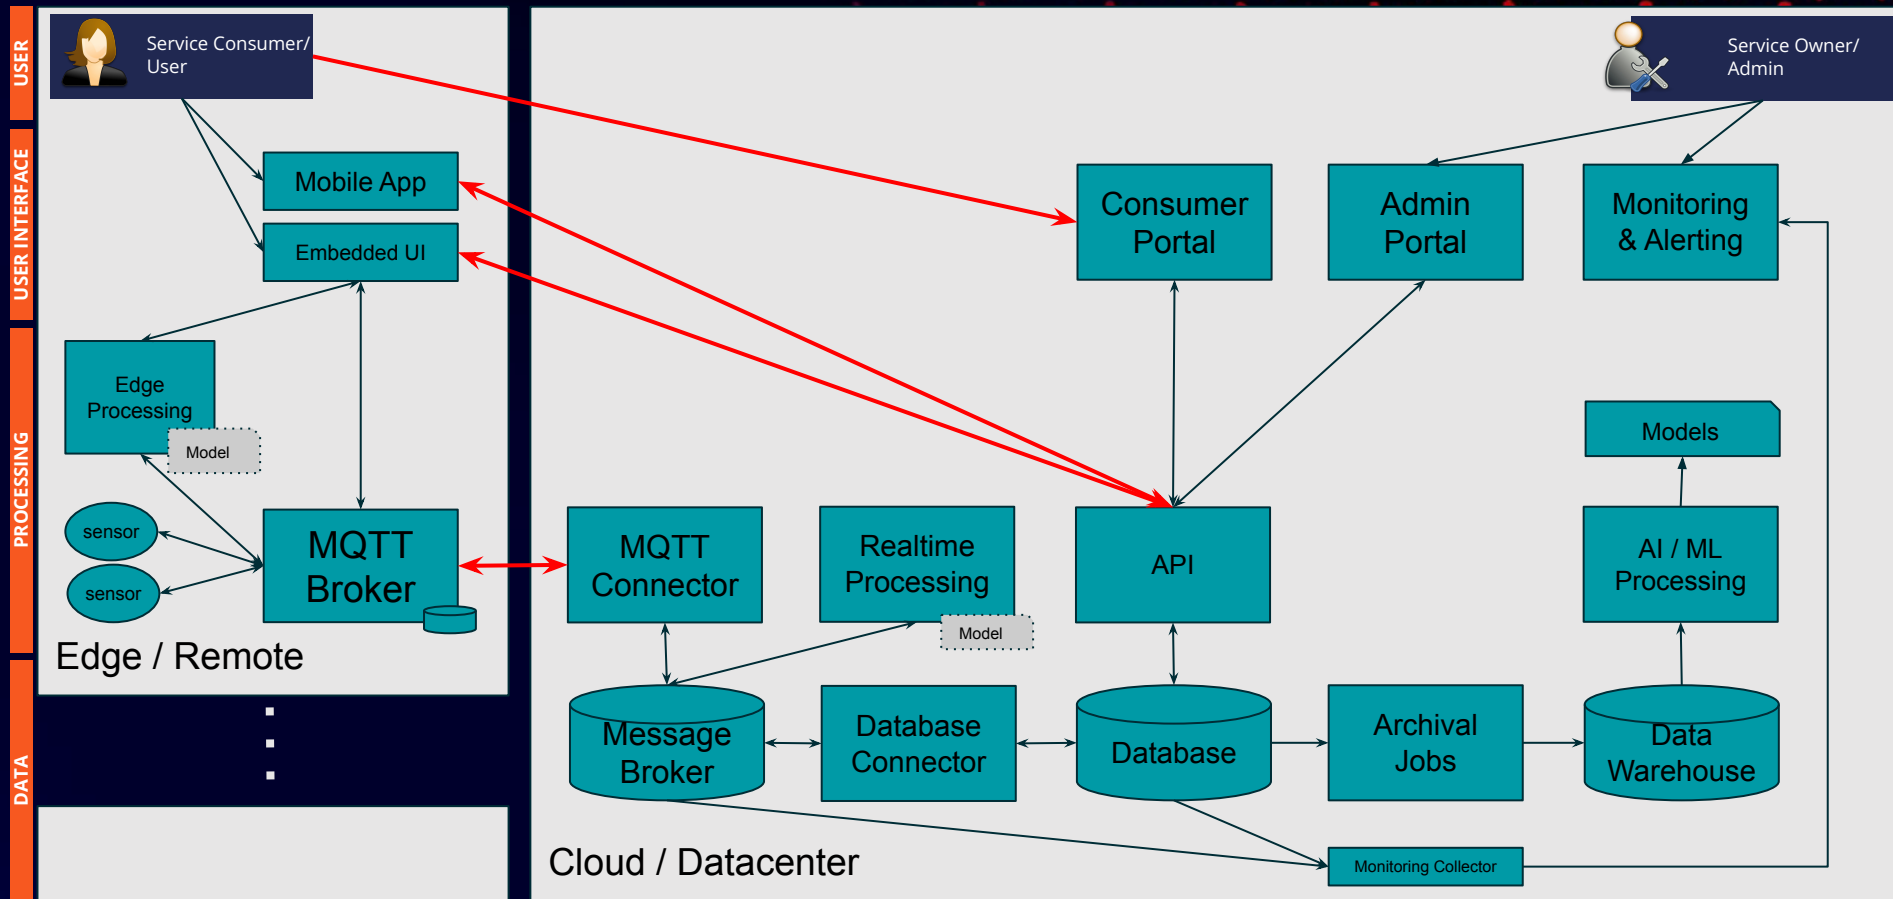 USER
Service Consumer/
User
Service Owner/
Admin
USER INTERFACE
Mobile App
Embedded UI
Consumer
Portal
Admin
Portal
Monitoring
& Alerting
PROCESSING
Edge
Processing
Model
sensor
sensor
MQTT
Broker
Edge / Remote
MQTT
Connector
Realtime
Processing
Model
API
Models
AI / ML
Processing
DATA
Message
Broker
Database
Connector
Database
Archival
Jobs
Data
Warehouse
Cloud / Datacenter
Monitoring Collector